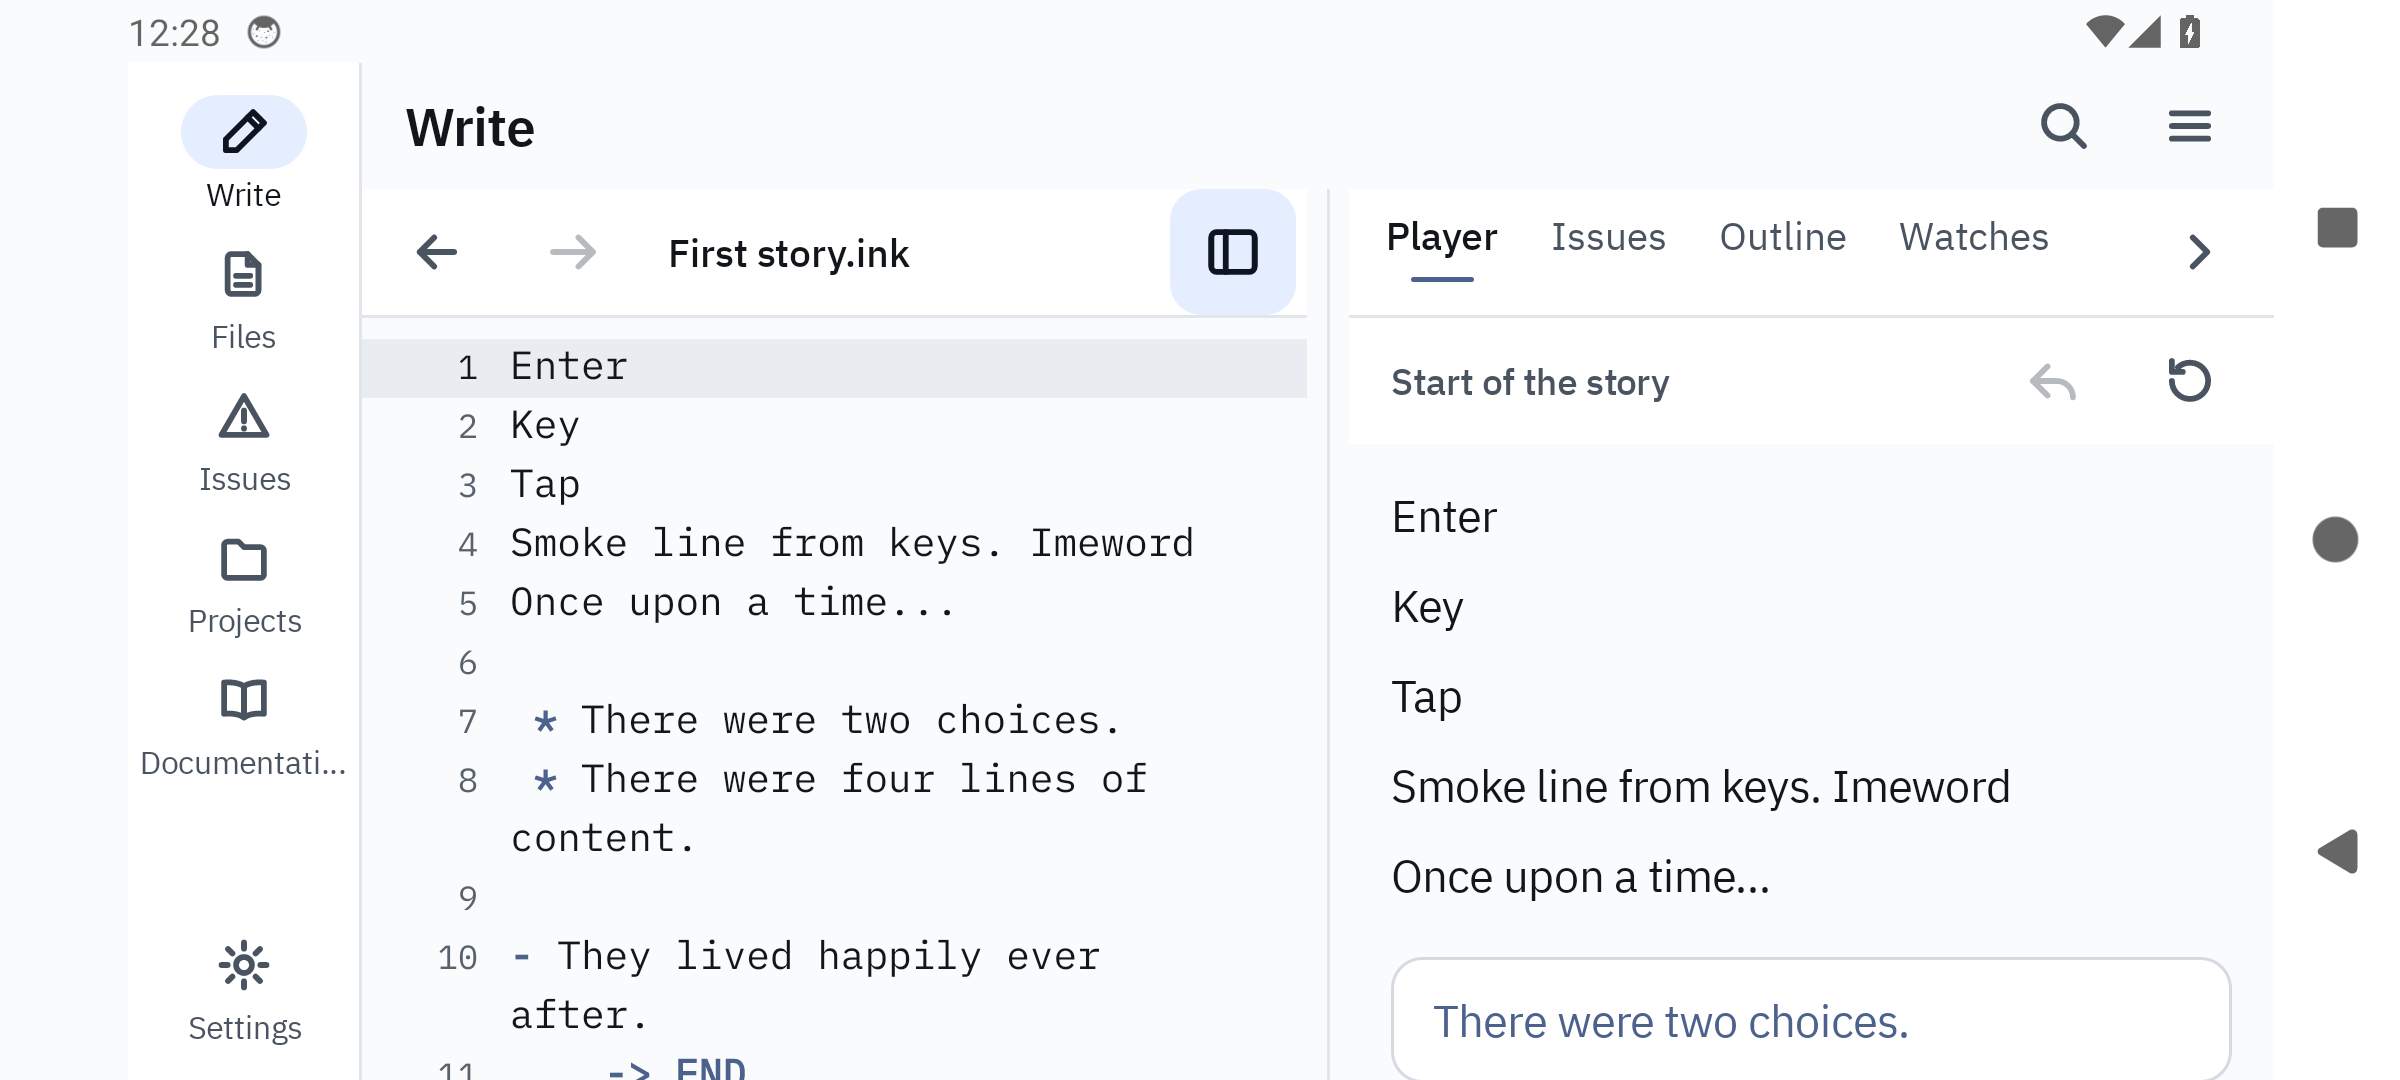 12:28
Write
Files
Issues
Projects
Documentati...
Settings
Write
First story.ink
1 Enter
2 Key
3 Tap
4 Smoke line from keys. Imeword
5 Once upon a time...
6
7 * There were two choices.
8 * There were four lines of
content.
9
10 - They lived happily ever
after.
11 -> END
Player Issues Outline Watches
Start of the story
Enter
Key
Tap
Smoke line from keys. Imeword
Once upon a time...
There were two choices.